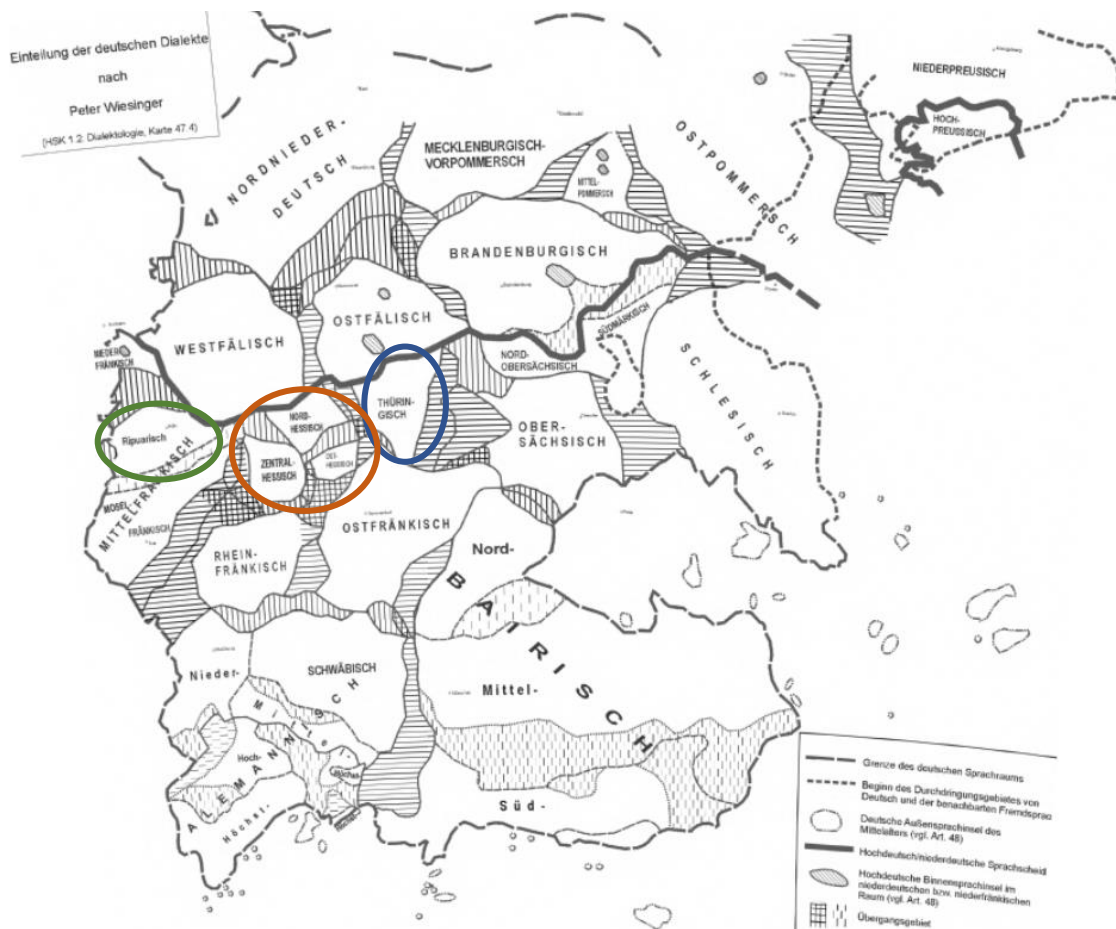 Einteilung der deutschen Dialekte
nach
Peter Wiesinger
(HSK 1.2. Dialektologie, Karte 47.4)
NIEDERPREUSISCH
HOCH-
PREUSSISCH
NORDNIEDER-
DEUTSCH
MECKLENBURGISCH-
VORPOMMERSCH
MITTEL-
POMMERSCH
OSTPOMMERSCH
BRANDENBURGISCH
OSTFÄLISCH
WESTFÄLISCH
SÜDMÄRKISCH
NIEDER-
FRÄNKISCH
NORD-
OBERSÄCHSISCH
SCHLESISCH
THÜRIN-
GISCH
NORD-
HESSISCH
Ripuarisch
OBER-
SÄCHSISCH
ZENTRAL-
HESSISCH
OST-
HESSISCH
MITTELFRÄNKISCH
MOSEL-
FRÄNKISCH
OSTFRÄNKISCH
RHEIN-
FRÄNKISCH
Nord-
BAIRISCH
SCHWÄBISCH
Nieder-
Mittel-
Mittel-
ALEMANNISCH
Hoch-
Höchst-
Höchst-
Süd-
Grenze des deutschen Sprachraums
Beginn des Durchdringungsgebietes von
Deutsch und der benachbarten Fremdsprac
Deutsche Außensprachinsel des
Mittelalters (vgl. Art. 48)
Hochdeutsch/niederdeutsche Sprachscheid
Hochdeutsche Binnensprachinsel im
niederdeutschen bzw. niederfränkischen
Raum (vgl. Art. 48)
Übergangsgebiet